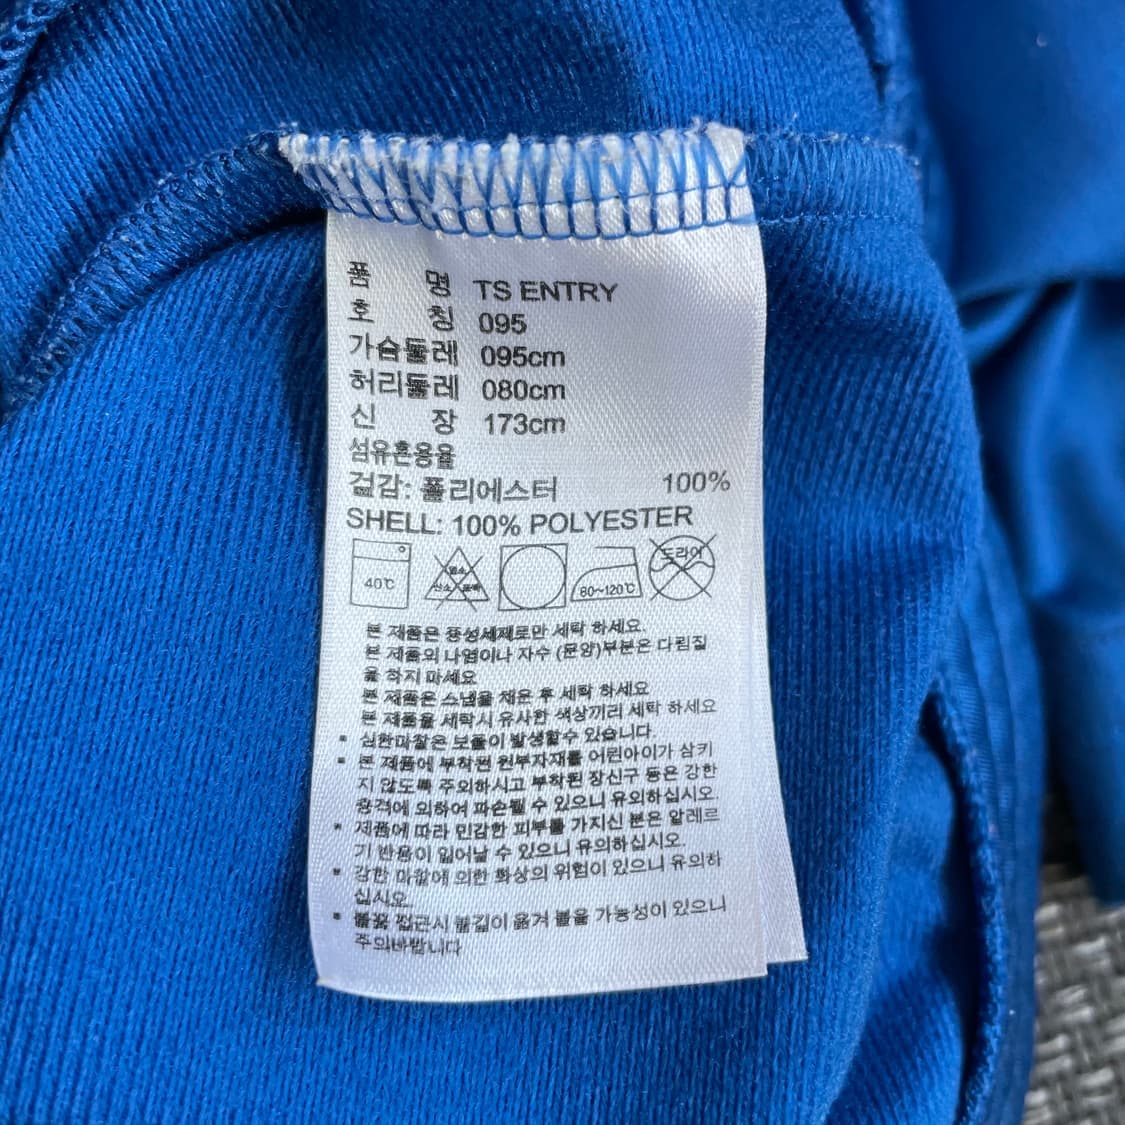 품 명 TS ENTRY
호 칭 095
가슴둘레 095cm
허리둘레 080cm
신 장 173cm
섬유혼용율
겉감: 폴리에스터 100%
SHELL: 100% POLYESTER
40℃ 염소 산소 표백 80~120℃ 드라이
본 제품은 중성세제로만 세탁 하세요.
본 제품의 나염이나 자수 (문양)부분은 다림질
을 하지 마세요
본 제품은 스냅을 채운 후 세탁 하세요
본 제품을 세탁시 유사한 색상끼리 세탁 하세요
▪ 심한마찰은 보풀이 발생할수 있습니다.
▪ 본 제품에 부착된 원부자재를 어린아이가 삼키
지 않도록 주의하시고 부착된 장신구 등은 강한
충격에 의하여 파손될 수 있으니 유의하십시오.
▪ 제품에 따라 민감한 피부를 가지신 분은 알레르
기 반응이 일어날 수 있으니 유의하십시오.
▪ 강한 마찰에 의한 화상의 위험이 있으니 유의하
십시오.
▪ 불꽃 접근시 불길이 옮겨 붙을 가능성이 있으니
주의바랍니다